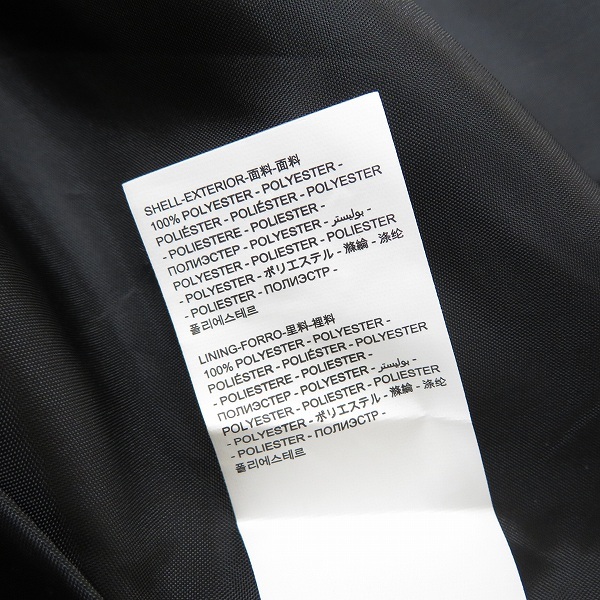 SHELL-EXTERIOR-面料-面料
100% POLYESTER - POLYESTER -
POLIÉSTER - POLIÉSTER - POLYESTER
- POLIESTERE - POLIESTER -
ПОЛИЭСТЕР - POLYESTER - بوليستر -
POLYESTER - POLYESTER - POLIESTER
- POLYESTER - ポリエステル - 滌綸 - 涤纶
- POLIESTER - ПОЛИЭСТР -
폴리에스테르
LINING-FORRO-里料-裡料
100% POLYESTER - POLYESTER -
POLIÉSTER - POLIÉSTER - POLYESTER
- POLIESTERE - POLIESTER -
ПОЛИЭСТЕР - POLYESTER - بوليستر -
POLYESTER - POLYESTER - POLIESTER
- POLYESTER - ポリエステル - 滌綸 - 涤纶
- POLIESTER - ПОЛИЭСТР -
폴리에스테르